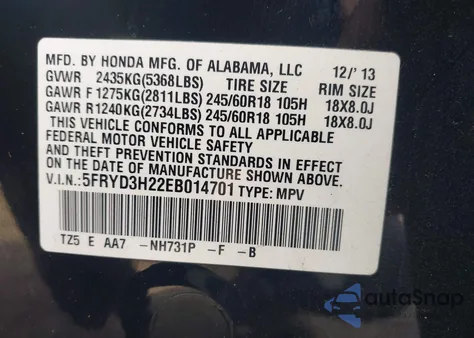 MFD. BY HONDA MFG. OF ALABAMA, LLC 12/'13
GVWR 2435KG(5368LBS) TIRE SIZE RIM SIZE
GAWR F 1275KG(2811LBS) 245/60R18 105H 18X8.0J
GAWR R1240KG(2734LBS) 245/60R18 105H 18X8.0J
THIS VEHICLE CONFORMS TO ALL APPLICABLE
FEDERAL MOTOR VEHICLE SAFETY
AND THEFT PREVENTION STANDARDS IN EFFECT
ON THE DATE OF MANUFACTURE SHOWN ABOVE.
V.I.N.:5FRYD3H22EB014701 TYPE: MPV
TZ5 E AA7 -NH731P -F -B
autoSnap